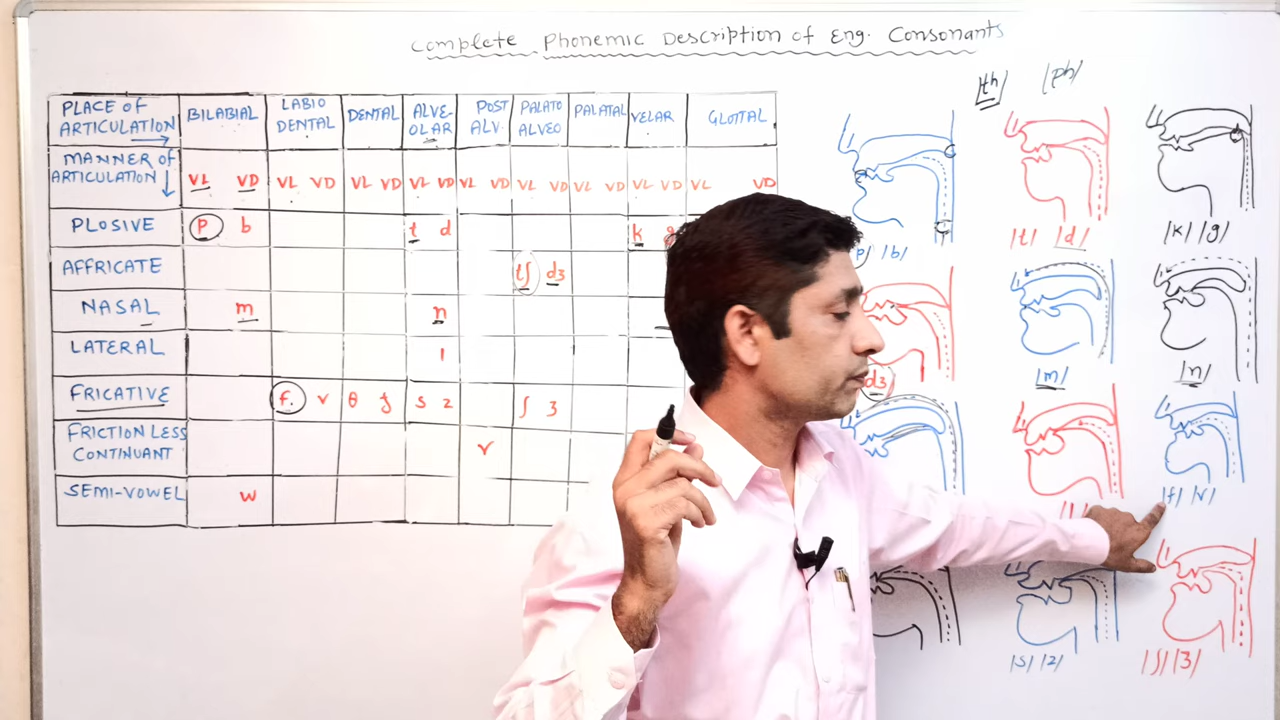 Complete Phonemic Description of Eng. Consonants
|th| |ph|
PLACE OF ARTICULATION BILABIAL LABIO DENTAL DENTAL ALVE-OLAR POST ALV. PALATO ALVEO PALATAL VELAR GLOTTAL
MANNER OF ARTICULATION VL VD VL VD VL VD VL VD VL VD VL VD VL VD VL VD VL VD
PLOSIVE p b t d k g
AFFRICATE tʃ dʒ
NASAL m n
LATERAL l
FRICATIVE f. v θ ʒ s z ʃ ʒ
FRICTION LESS CONTINUANT r
SEMI-VOWEL w
p| |b| |t| |d| |k| |g|
dʒ |m| |n|
|f| |v|
|s| |z| |ʃ| |ʒ|